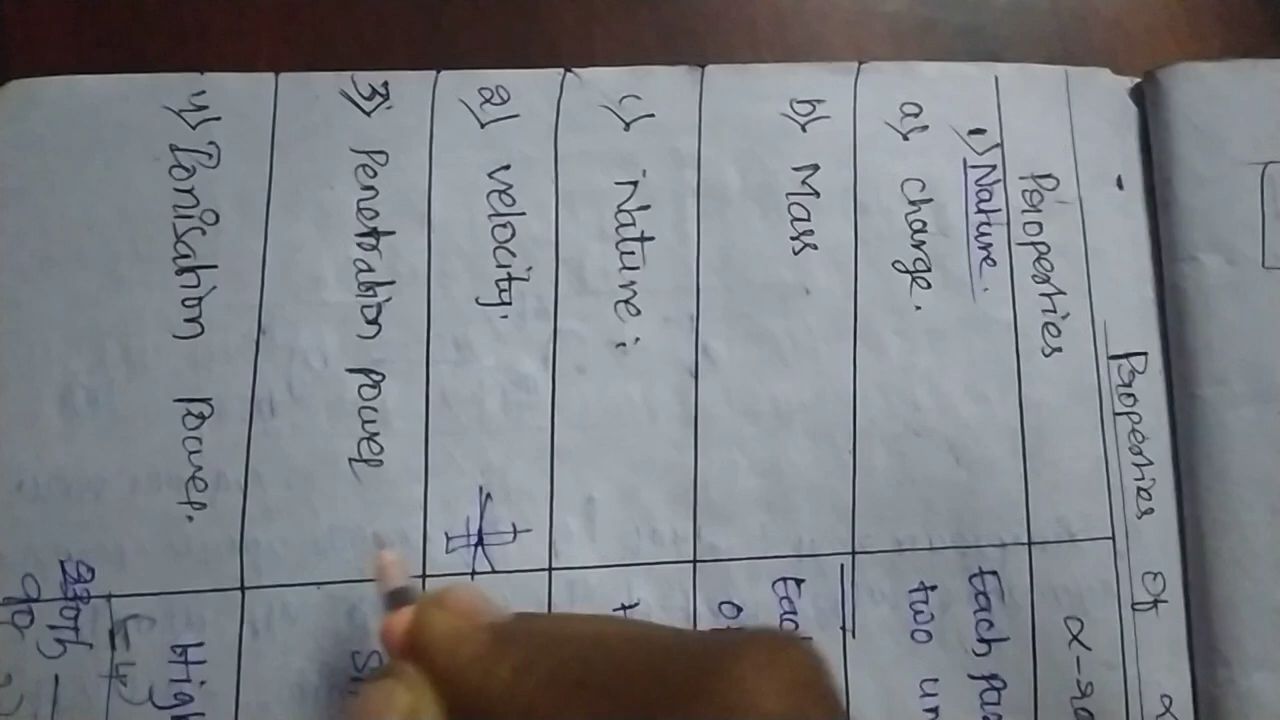 Properties of α
Properties
α-ra
1) Nature.
Each par
a) charge.
two un
b) Mass
Eac
c) Nature :
2) velocity.
3) Penetration power
4) Ionisation power.
High